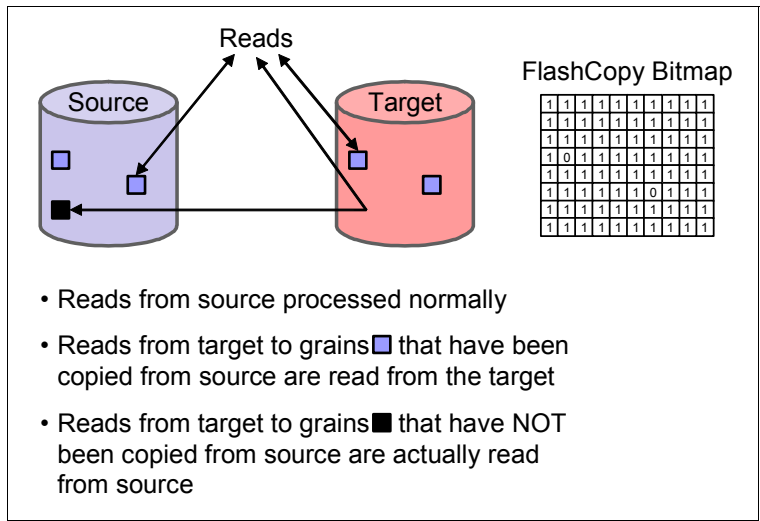 Reads
FlashCopy Bitmap
Source
Target
1 1 1 1 1 1 1 1 1 1
1 1 1 1 1 1 1 1 1 1
1 1 1 1 1 1 1 1 1 1
1 0 1 1 1 1 1 1 1 1
1 1 1 1 1 1 1 1 1 1
1 1 1 1 1 1 0 1 1 1
1 1 1 1 1 1 1 1 1 1
1 1 1 1 1 1 1 1 1 1
• Reads from source processed normally
• Reads from target to grains that have been
copied from source are read from the target
• Reads from target to grains that have NOT
been copied from source are actually read
from source